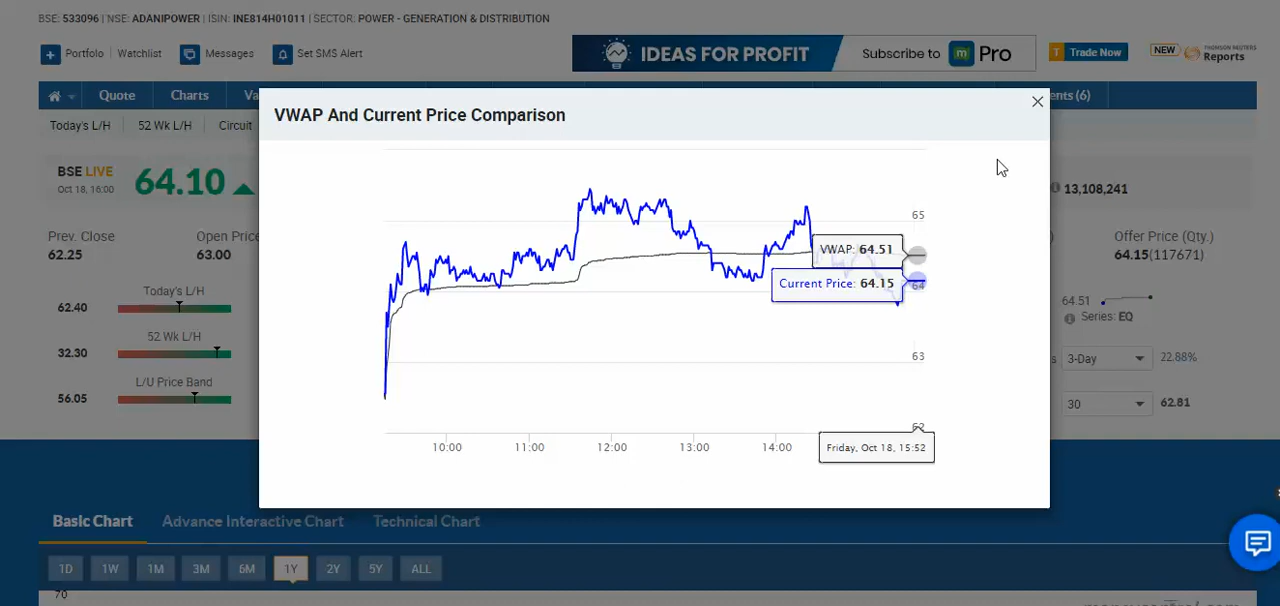 BSE: 533096 | NSE: ADANIPOWER | ISIN: INE814H01011 | SECTOR: POWER - GENERATION & DISTRIBUTION
Portfolio | Watchlist Messages Set SMS Alert
IDEAS FOR PROFIT Subscribe to m Pro
T Trade Now
NEW THOMSON REUTERS
Reports
Quote Charts Va
ents (6)
Today's L/H 52 Wk L/H Circuit
VWAP And Current Price Comparison
BSE LIVE
Oct 18, 16:00
64.10
13,108,241
Prev. Close
62.25
Open Price
63.00
Offer Price (Qty.)
64.15(117671)
Today's L/H
62.40
52 Wk L/H
32.30
L/U Price Band
56.05
65
VWAP: 64.51
Current Price: 64.15
64
63
62
10:00 11:00 12:00 13:00 14:00
Friday, Oct 18, 15:52
64.51
Series: EQ
s 3-Day 22.88%
30 62.81
Basic Chart Advance Interactive Chart Technical Chart
1D 1W 1M 3M 6M 1Y 2Y 5Y ALL
70